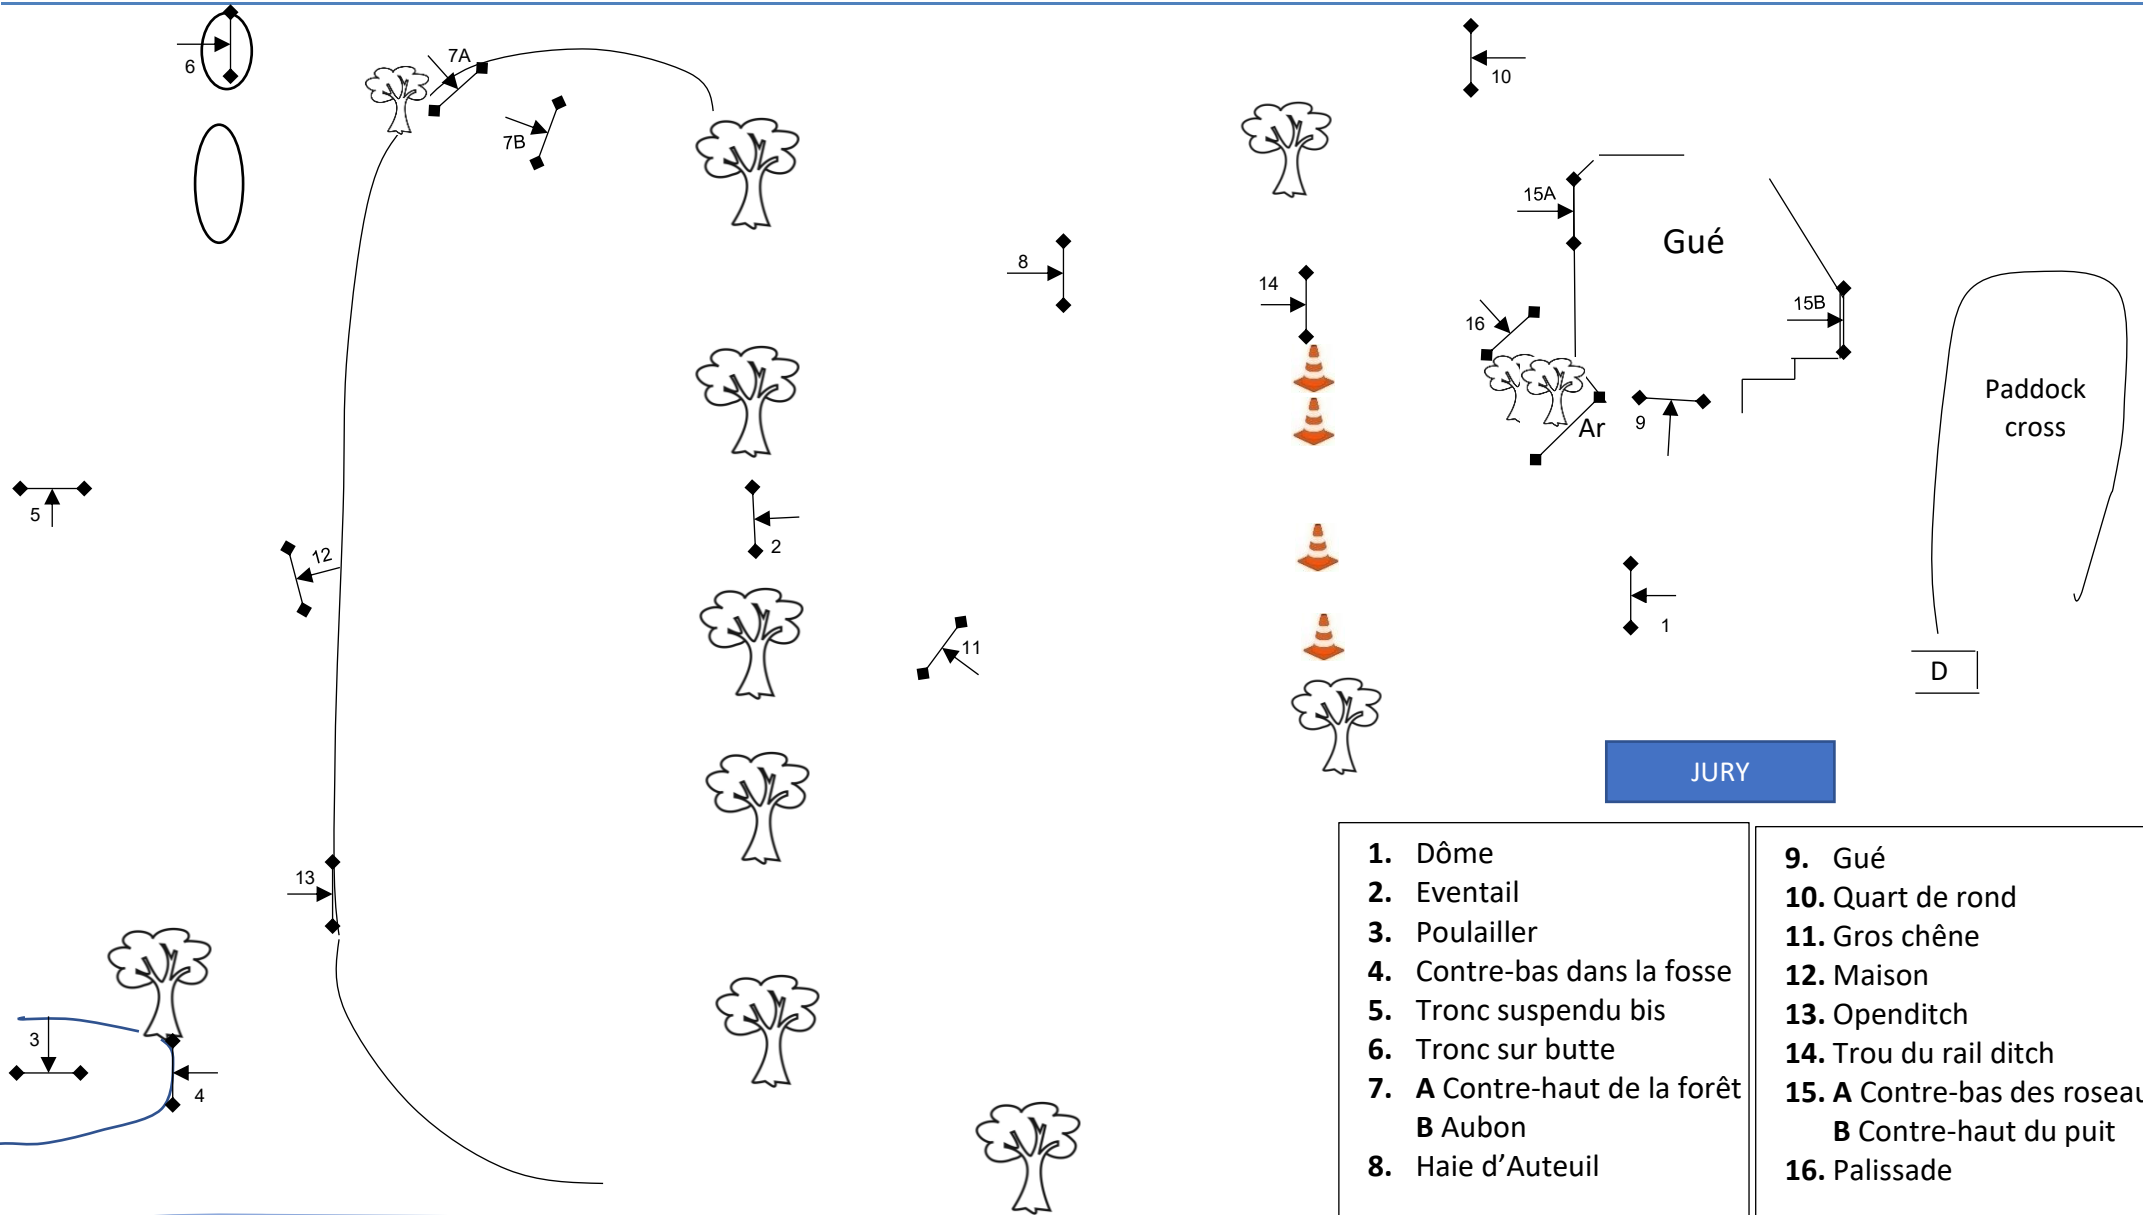 6
7A
7B
10
15A
Gué
8
14
15B
16
Paddock
cross
Ar
9
5
2
12
1
11
D
JURY
13
3
4
1. Dôme
2. Eventail
3. Poulailler
4. Contre-bas dans la fosse
5. Tronc suspendu bis
6. Tronc sur butte
7. A Contre-haut de la forêt
B Aubon
8. Haie d’Auteuil
9. Gué
10. Quart de rond
11. Gros chêne
12. Maison
13. Openditch
14. Trou du rail ditch
15. A Contre-bas des roseau
B Contre-haut du puit
16. Palissade